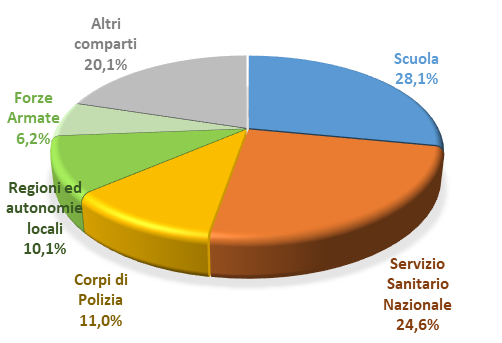 Altri
comparti
20,1%
Scuola
28,1%
Forze
Armate
6,2%
Regioni ed
autonomie
locali
10,1%
Corpi di
Polizia
11,0%
Servizio
Sanitario
Nazionale
24,6%